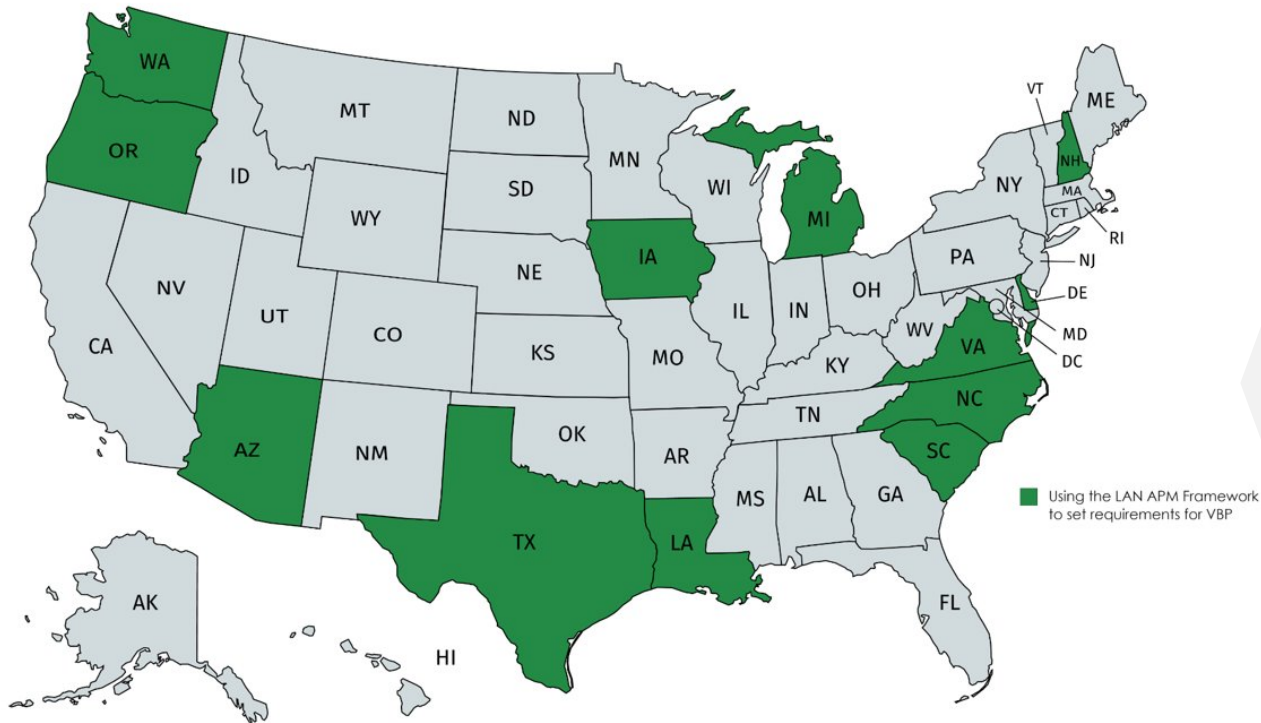 WA
MT
ND
MN
VT
ME
OR
ID
SD
WI
NY
NH
MA
CT
RI
WY
MI
IA
PA
NJ
NE
NV
UT
CO
IL
IN
OH
DE
MD
DC
WV
VA
CA
KS
MO
KY
NC
TN
AZ
NM
OK
AR
SC
MS
AL
GA
TX
LA
Using the LAN APM Framework
to set requirements for VBP
AK
HI
FL